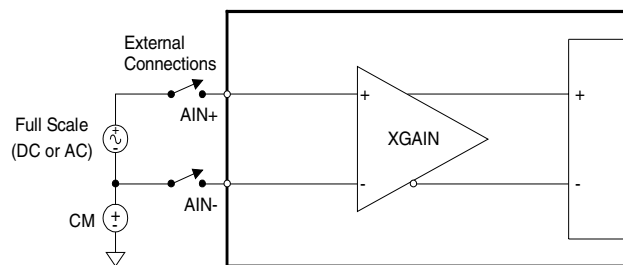 External
Connections
AIN+
Full Scale
(DC or AC)
+
-
CM
+
-
AIN-
+
-
XGAIN
+
-